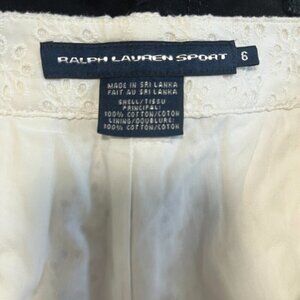 RALPH LAUREN SPORT
6
MADE IN SRI LANKA
FAIT AU SRI LANKA
SHELL/TISSU
PRINCIPAL:
100% COTTON/COTON
LINING/DOUBLURE:
100% COTTON/COTON